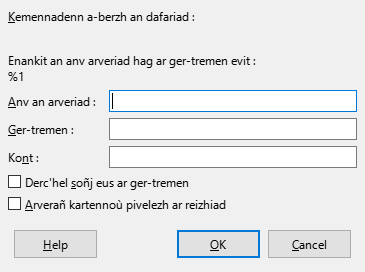 Kemennadenn a-berzh an dafariad :
Enankit an anv arveriad hag ar ger-tremen evit :
%1
Anv an arveriad :
Ger-tremen :
Kont :
Derc'hel soñj eus ar ger-tremen
Arverañ kartennoù pivelezh ar reizhiad
Help OK Cancel